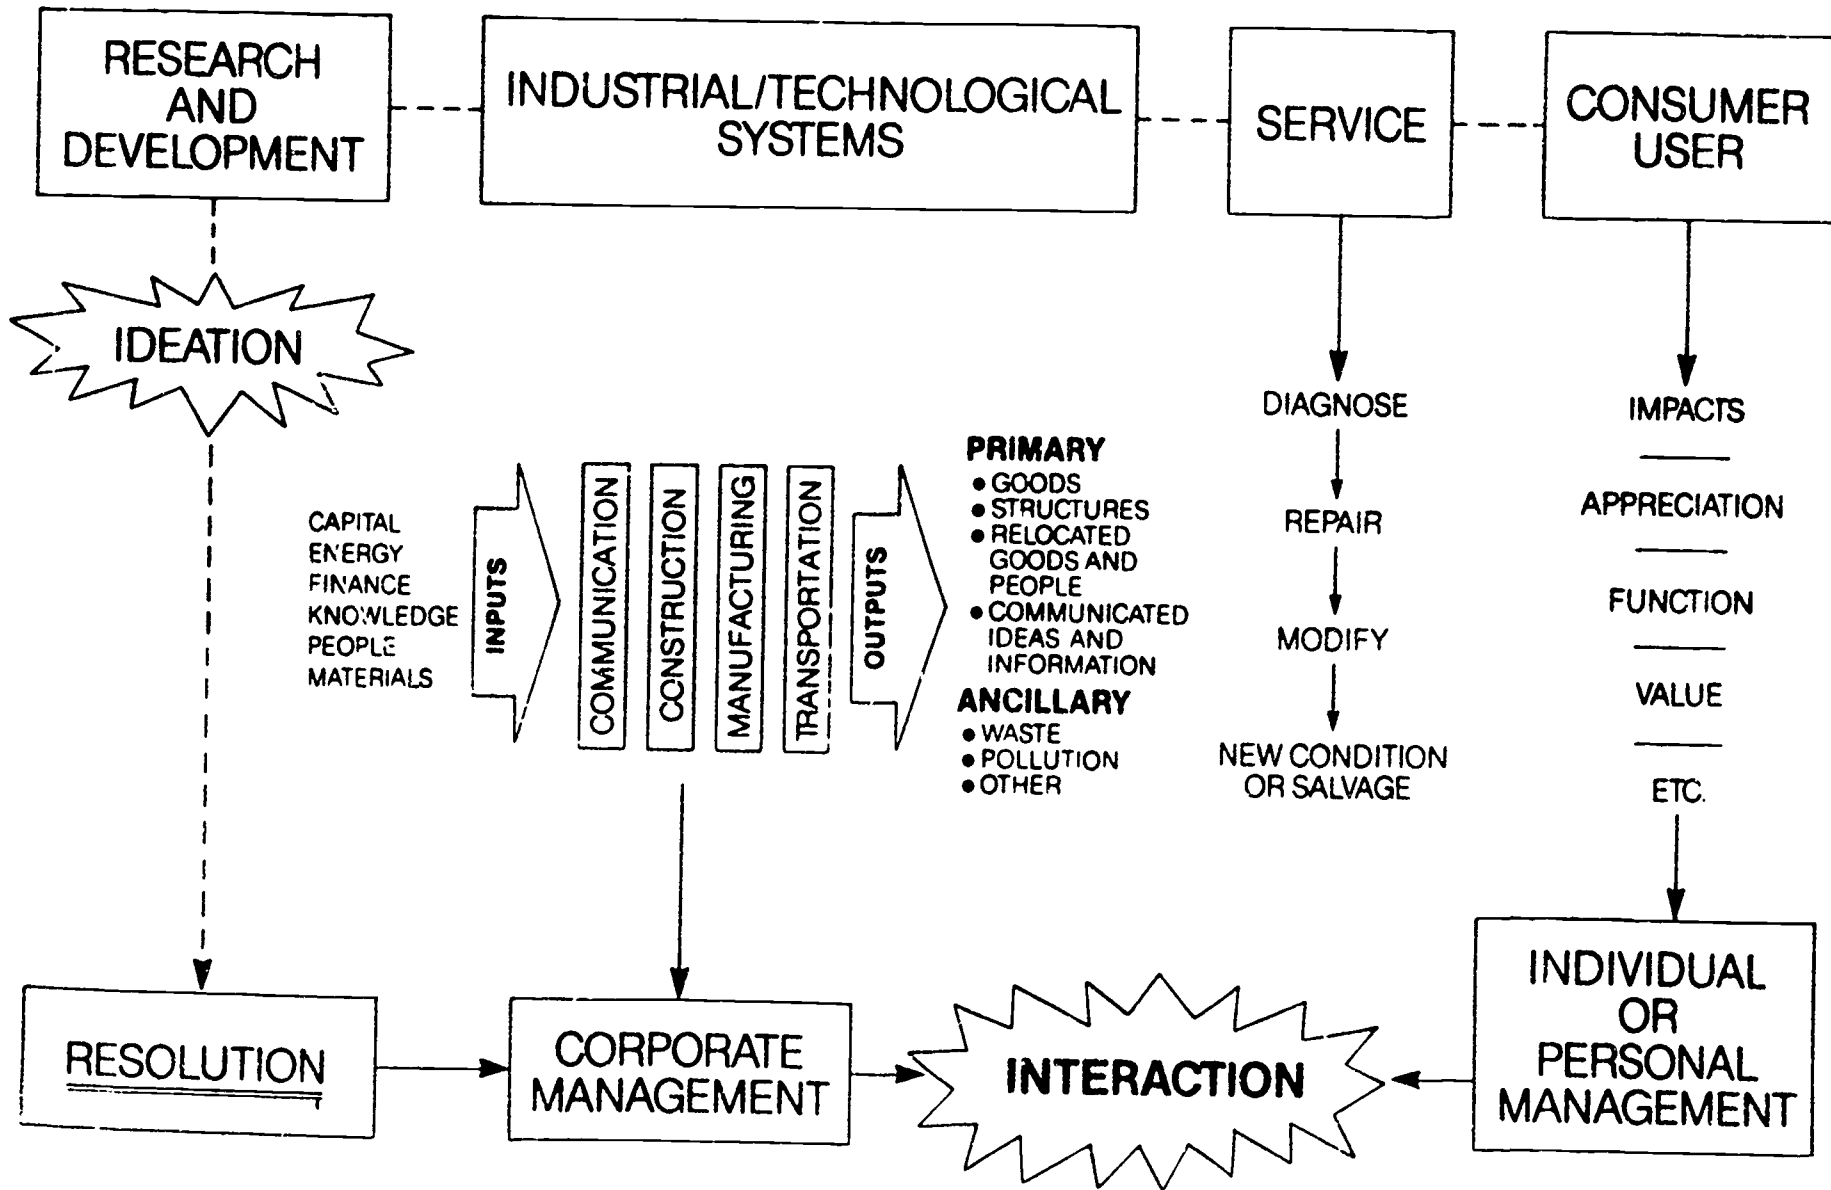 RESEARCH
AND
DEVELOPMENT
INDUSTRIAL/TECHNOLOGICAL
SYSTEMS
SERVICE
CONSUMER
USER
IDEATION
CAPITAL
ENERGY
FINANCE
KNOWLEDGE
PEOPLE
MATERIALS
INPUTS
COMMUNICATION
CONSTRUCTION
MANUFACTURING
TRANSPORTATION
OUTPUTS
PRIMARY
• GOODS
• STRUCTURES
• RELOCATED
GOODS AND
PEOPLE
• COMMUNICATED
IDEAS AND
INFORMATION
ANCILLARY
• WASTE
• POLLUTION
• OTHER
DIAGNOSE
REPAIR
MODIFY
NEW CONDITION
OR SALVAGE
IMPACTS
APPRECIATION
FUNCTION
VALUE
ETC.
RESOLUTION
CORPORATE
MANAGEMENT
INTERACTION
INDIVIDUAL
OR
PERSONAL
MANAGEMENT